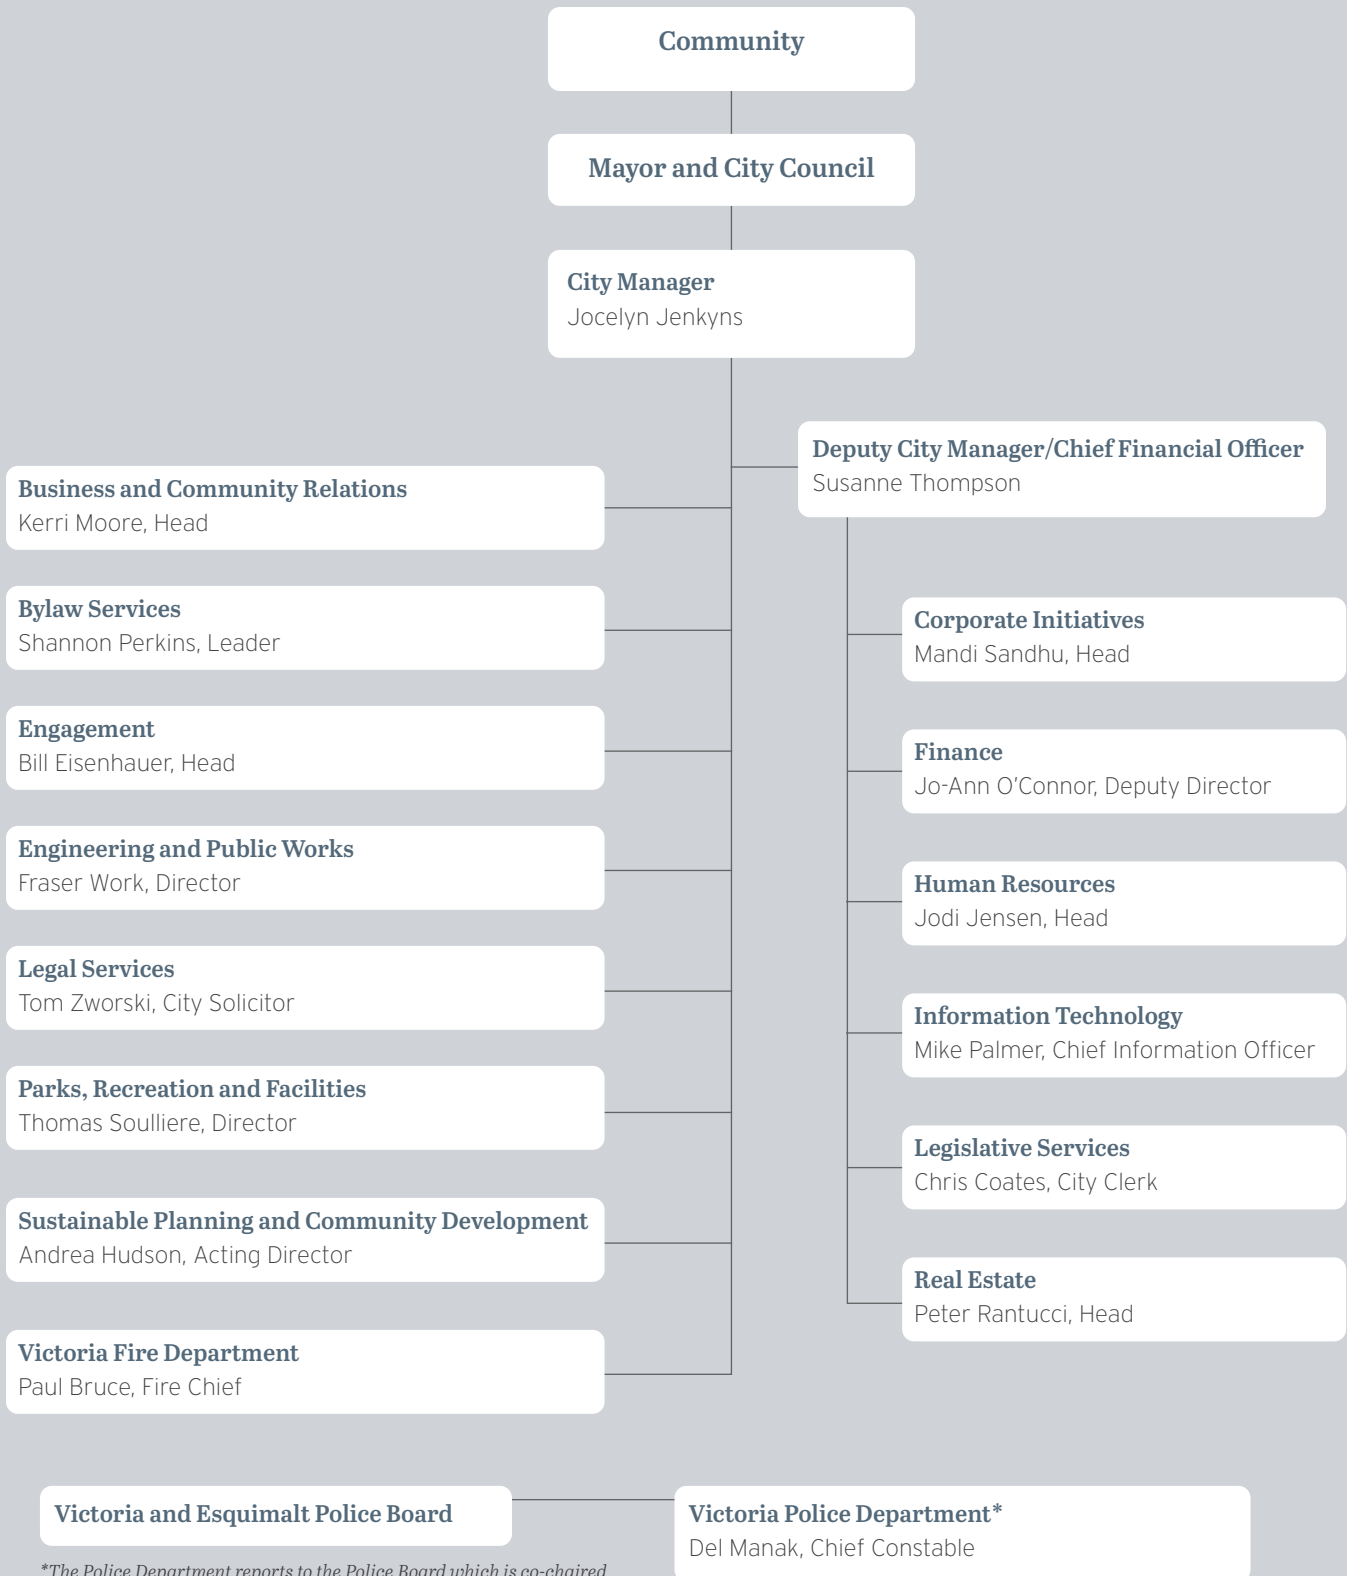 Community
Mayor and City Council
City Manager
Jocelyn Jenkyns
Deputy City Manager/Chief Financial Officer
Susanne Thompson
Business and Community Relations
Kerri Moore, Head
Bylaw Services
Shannon Perkins, Leader
Engagement
Bill Eisenhauer, Head
Engineering and Public Works
Fraser Work, Director
Legal Services
Tom Zworski, City Solicitor
Parks, Recreation and Facilities
Thomas Soulliere, Director
Sustainable Planning and Community Development
Andrea Hudson, Acting Director
Victoria Fire Department
Paul Bruce, Fire Chief
Corporate Initiatives
Mandi Sandhu, Head
Finance
Jo-Ann O’Connor, Deputy Director
Human Resources
Jodi Jensen, Head
Information Technology
Mike Palmer, Chief Information Officer
Legislative Services
Chris Coates, City Clerk
Real Estate
Peter Rantucci, Head
Victoria and Esquimalt Police Board
Victoria Police Department*
Del Manak, Chief Constable
*The Police Department reports to the Police Board which is co-chaired